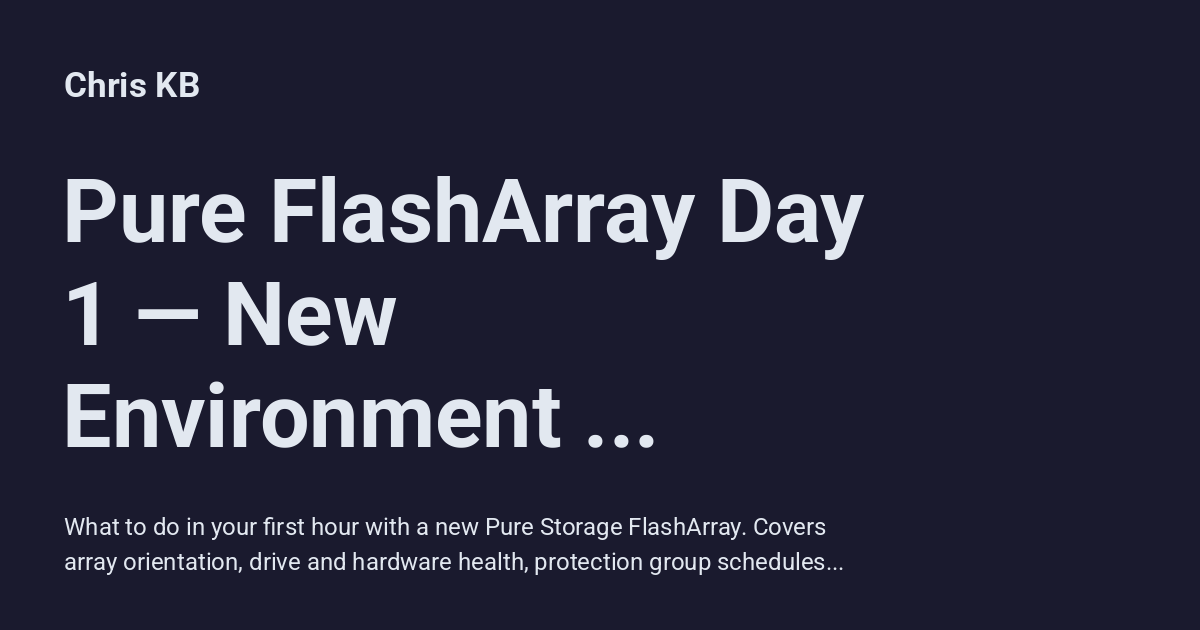 Chris KB
Pure FlashArray Day
1 — New
Environment ...
What to do in your first hour with a new Pure Storage FlashArray. Covers
array orientation, drive and hardware health, protection group schedules...